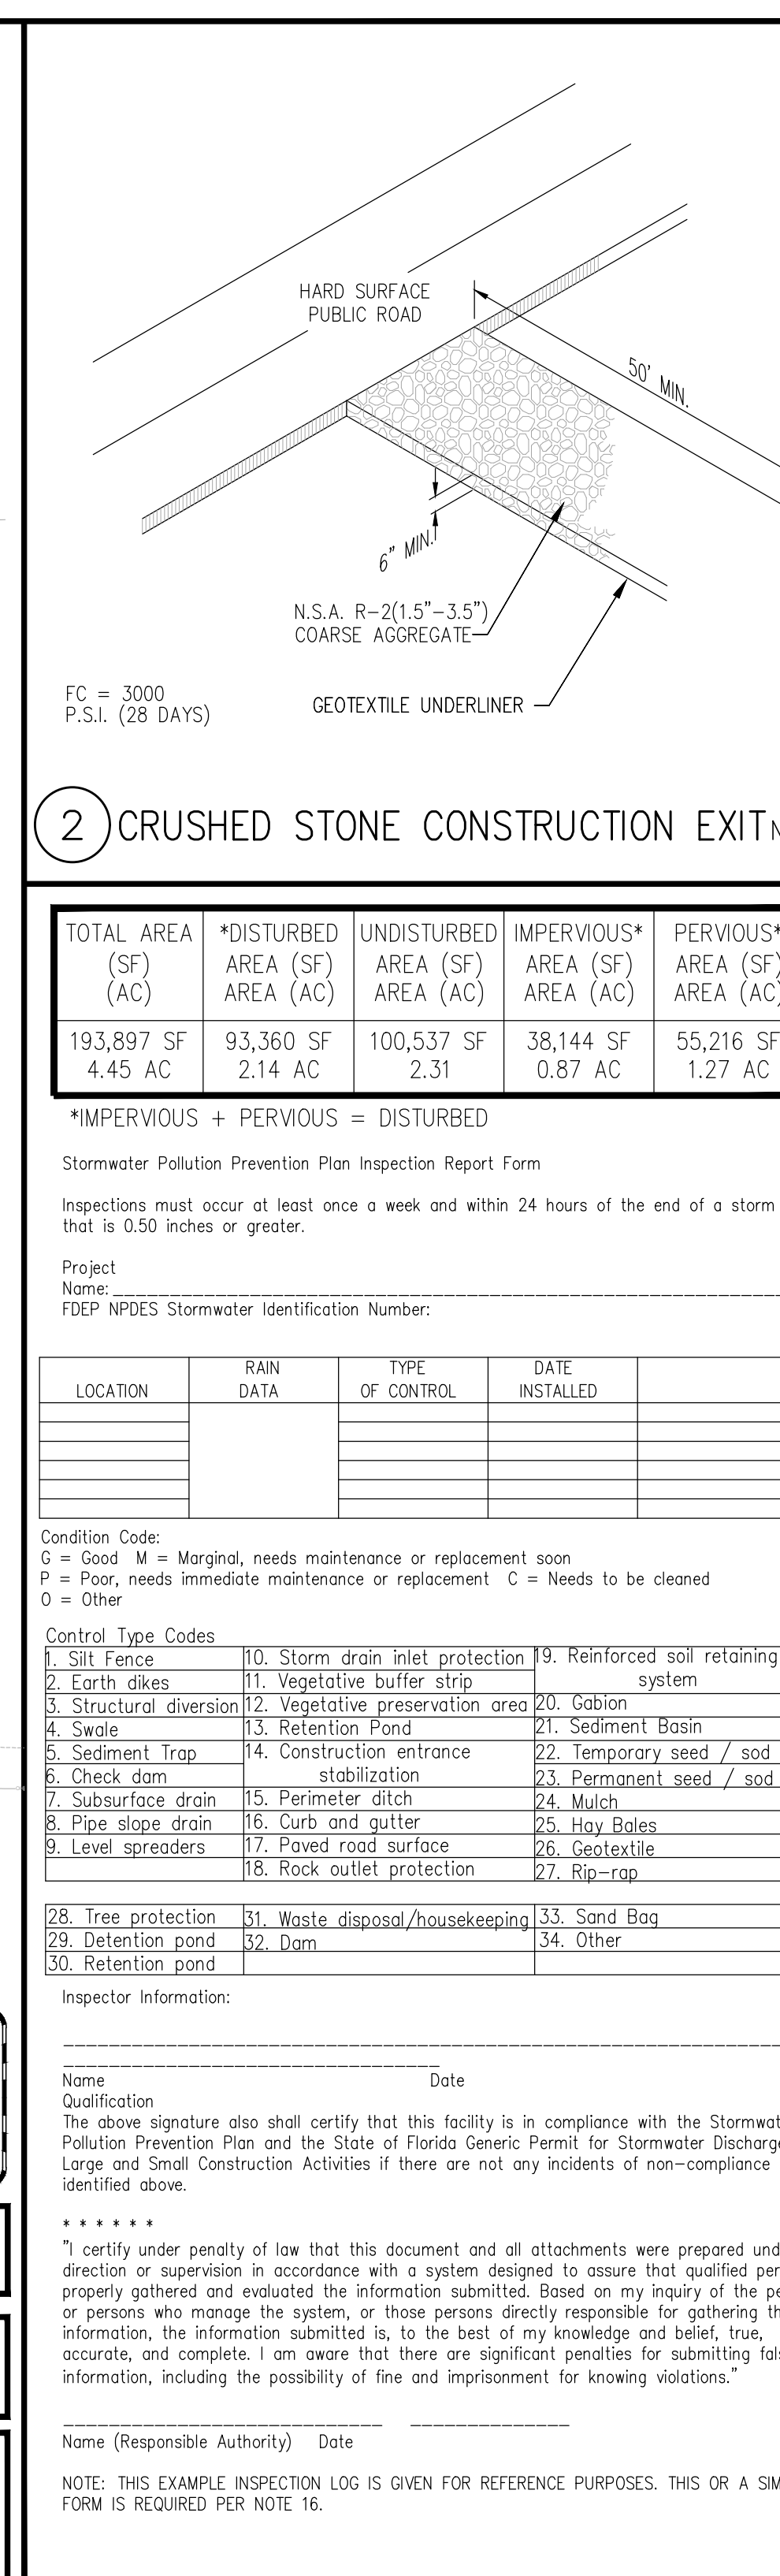 HARD SURFACE
PUBLIC ROAD
50' MIN.
6" MIN.
N.S.A. R-2(1.5"-3.5")
COARSE AGGREGATE
GEOTEXTILE UNDERLINER
FC = 3000
P.S.I. (28 DAYS)
2 CRUSHED STONE CONSTRUCTION EXIT
TOTAL AREA *DISTURBED UNDISTURBED IMPERVIOUS* PERVIOUS*
(SF) AREA (SF) AREA (SF) AREA (SF) AREA (SF)
(AC) AREA (AC) AREA (AC) AREA (AC) AREA (AC)
193,897 SF 93,360 SF 100,537 SF 38,144 SF 55,216 SF
4.45 AC 2.14 AC 2.31 0.87 AC 1.27 AC
*IMPERVIOUS + PERVIOUS = DISTURBED
Stormwater Pollution Prevention Plan Inspection Report Form
Inspections must occur at least once a week and within 24 hours of the end of a storm
that is 0.50 inches or greater.
Project
Name:
FDEP NPDES Stormwater Identification Number:
RAIN TYPE DATE
LOCATION DATA OF CONTROL INSTALLED
Condition Code:
G = Good M = Marginal, needs maintenance or replacement soon
P = Poor, needs immediate maintenance or replacement C = Needs to be cleaned
O = Other
Control Type Codes
1. Silt Fence 10. Storm drain inlet protection 19. Reinforced soil retaining
2. Earth dikes 11. Vegetative buffer strip system
3. Structural diversion 12. Vegetative preservation area 20. Gabion
4. Swale 13. Retention Pond 21. Sediment Basin
5. Sediment Trap 14. Construction entrance 22. Temporary seed / sod
6. Check dam stabilization 23. Permanent seed / sod
7. Subsurface drain 15. Perimeter ditch 24. Mulch
8. Pipe slope drain 16. Curb and gutter 25. Hay Bales
9. Level spreaders 17. Paved road surface 26. Geotextile
18. Rock outlet protection 27. Rip-rap
28. Tree protection 31. Waste disposal/housekeeping 33. Sand Bag
29. Detention pond 32. Dam 34. Other
30. Retention pond
Inspector Information:
Name Date
Qualification
The above signature also shall certify that this facility is in compliance with the
Pollution Prevention Plan and the State of Florida Generic Permit for Stormwater
Large and Small Construction Activities if there are not any incidents of non-compliance
identified above.
* * * * * *
"I certify under penalty of law that this document and all attachments were prepared
direction or supervision in accordance with a system designed to assure that qualified
properly gathered and evaluated the information submitted. Based on my inquiry of the
or persons who manage the system, or those persons directly responsible for gathering
information, the information submitted is, to the best of my knowledge and belief, true,
accurate, and complete. I am aware that there are significant penalties for submitting
information, including the possibility of fine and imprisonment for knowing violations."
Name (Responsible Authority) Date
NOTE: THIS EXAMPLE INSPECTION LOG IS GIVEN FOR REFERENCE PURPOSES. THIS OR A
FORM IS REQUIRED PER NOTE 16.